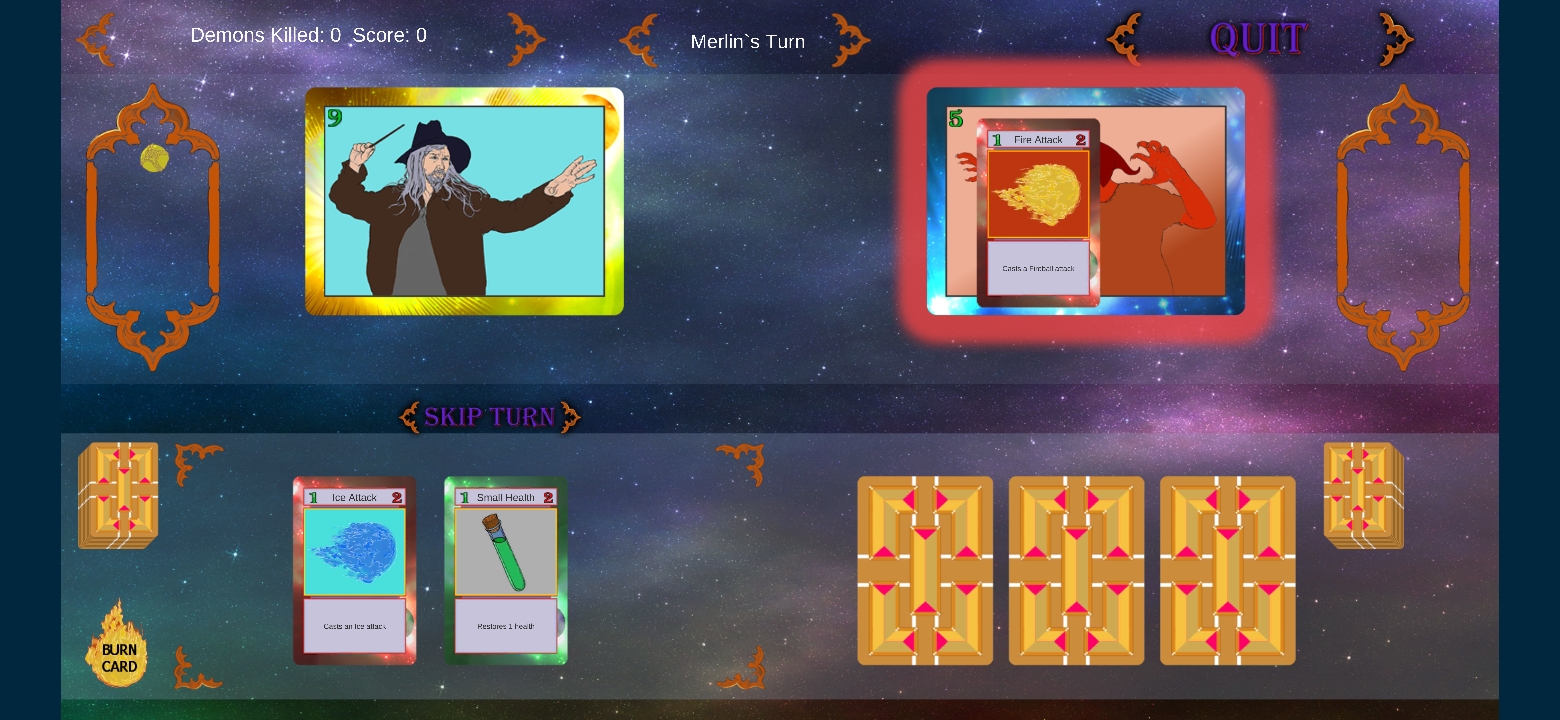 Demons Killed: 0  Score: 0
Merlin`s Turn
QUIT
9
5
1 Fire Attack 2
Casts a Fireball attack
SKIP TURN
1 Ice Attack 2
Casts an Ice attack
1 Small Health 2
Restores 1 health
BURN
CARD